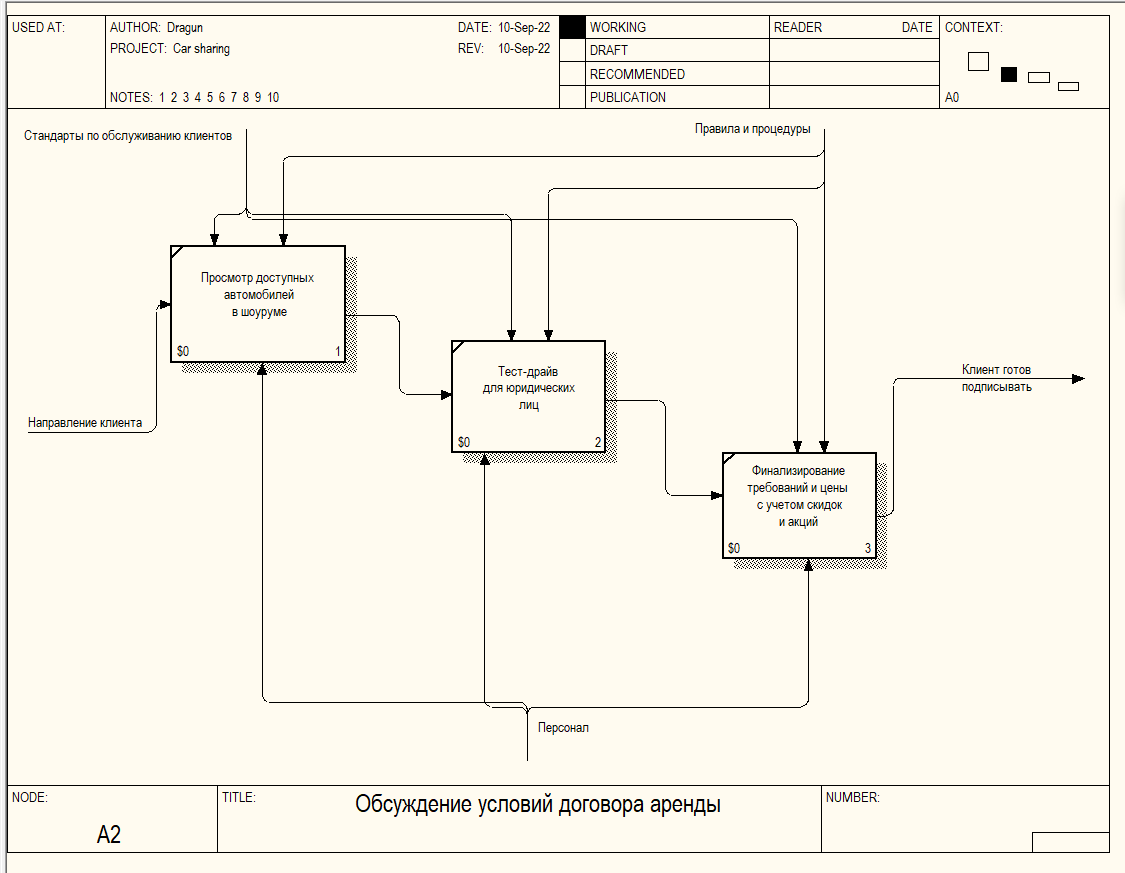 USED AT:
AUTHOR: Dragun
DATE: 10-Sep-22
WORKING
READER
DATE
CONTEXT:
PROJECT: Car sharing
REV: 10-Sep-22
DRAFT
RECOMMENDED
NOTES: 1 2 3 4 5 6 7 8 9 10
PUBLICATION
A0
Стандарты по обслуживанию клиентов
Правила и процедуры
Просмотр доступных
автомобилей
в шоуруме
$0
1
Тест-драйв
для юридических
лиц
$0
2
Клиент готов
подписывать
Направление клиента
Финализирование
требований и цены
с учетом скидок
и акций
$0
3
Персонал
NODE:
A2
TITLE:
Обсуждение условий договора аренды
NUMBER: